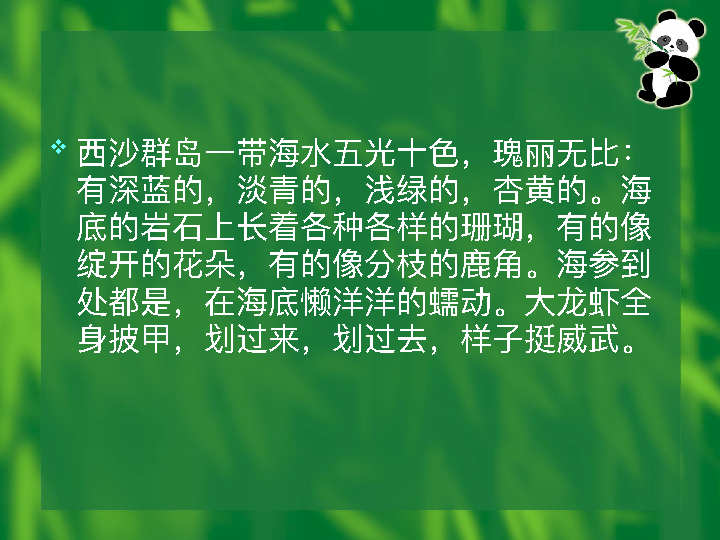 西沙群岛一带海水五光十色，瑰丽无比：
有深蓝的，淡青的，浅绿的，杏黄的。海
底的岩石上长着各种各样的珊瑚，有的像
绽开的花朵，有的像分枝的鹿角。海参到
处都是，在海底懒洋洋的蠕动。大龙虾全
身披甲，划过来，划过去，样子挺威武。